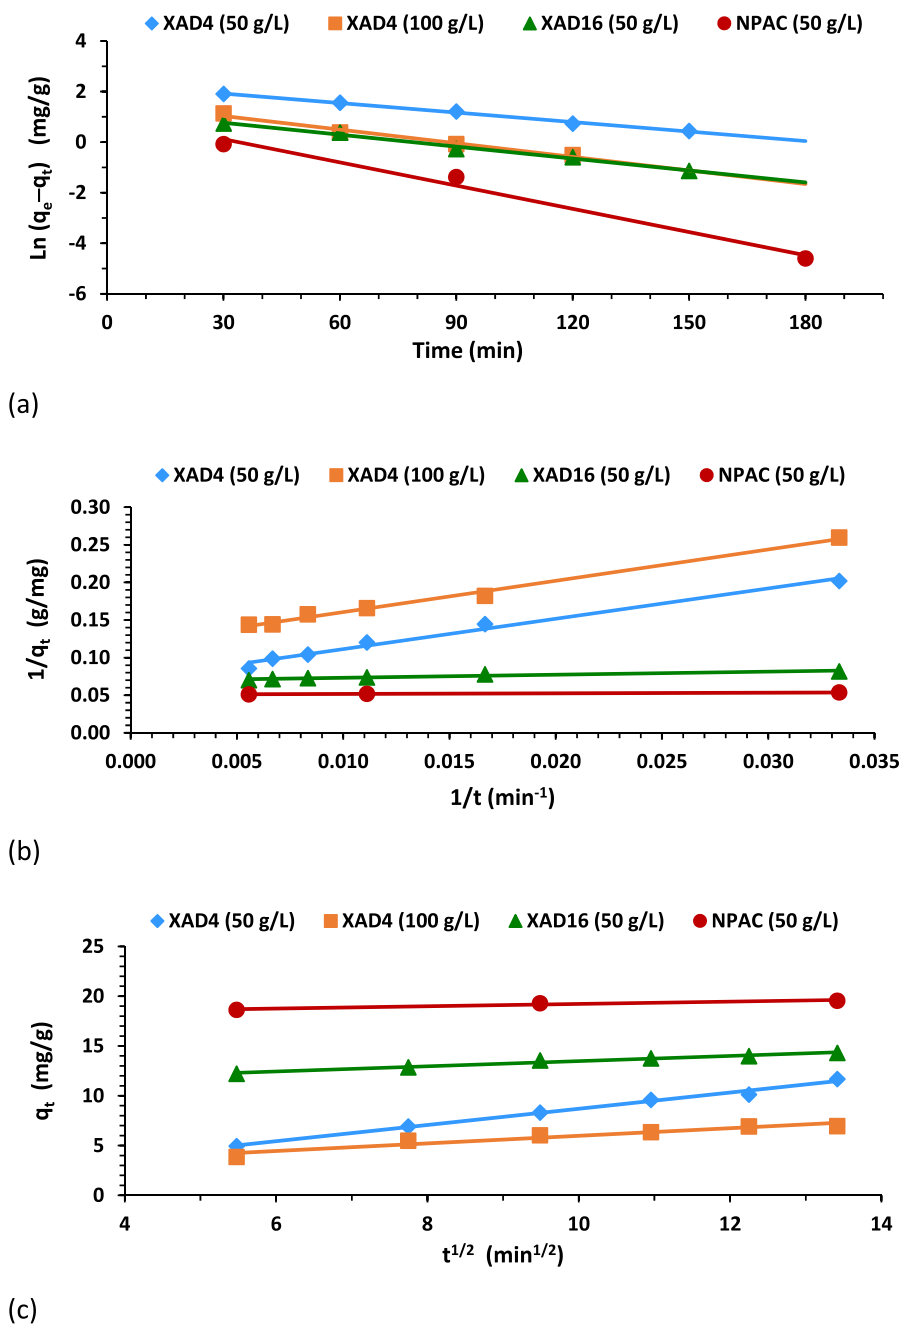 XAD4 (50 g/L) XAD4 (100 g/L) XAD16 (50 g/L) NPAC (50 g/L)
4
2
0
-2
-4
-6
Ln (qₑ−qₜ) (mg/g)
0 30 60 90 120 150 180
Time (min)
(a)
XAD4 (50 g/L) XAD4 (100 g/L) XAD16 (50 g/L) NPAC (50 g/L)
0.30
0.25
0.20
0.15
0.10
0.05
0.00
1/qₜ (g/mg)
0.000 0.005 0.010 0.015 0.020 0.025 0.030 0.035
1/t (min⁻¹)
(b)
XAD4 (50 g/L) XAD4 (100 g/L) XAD16 (50 g/L) NPAC (50 g/L)
25
20
15
10
5
0
qₜ (mg/g)
4 6 8 10 12 14
t¹/² (min¹/²)
(c)